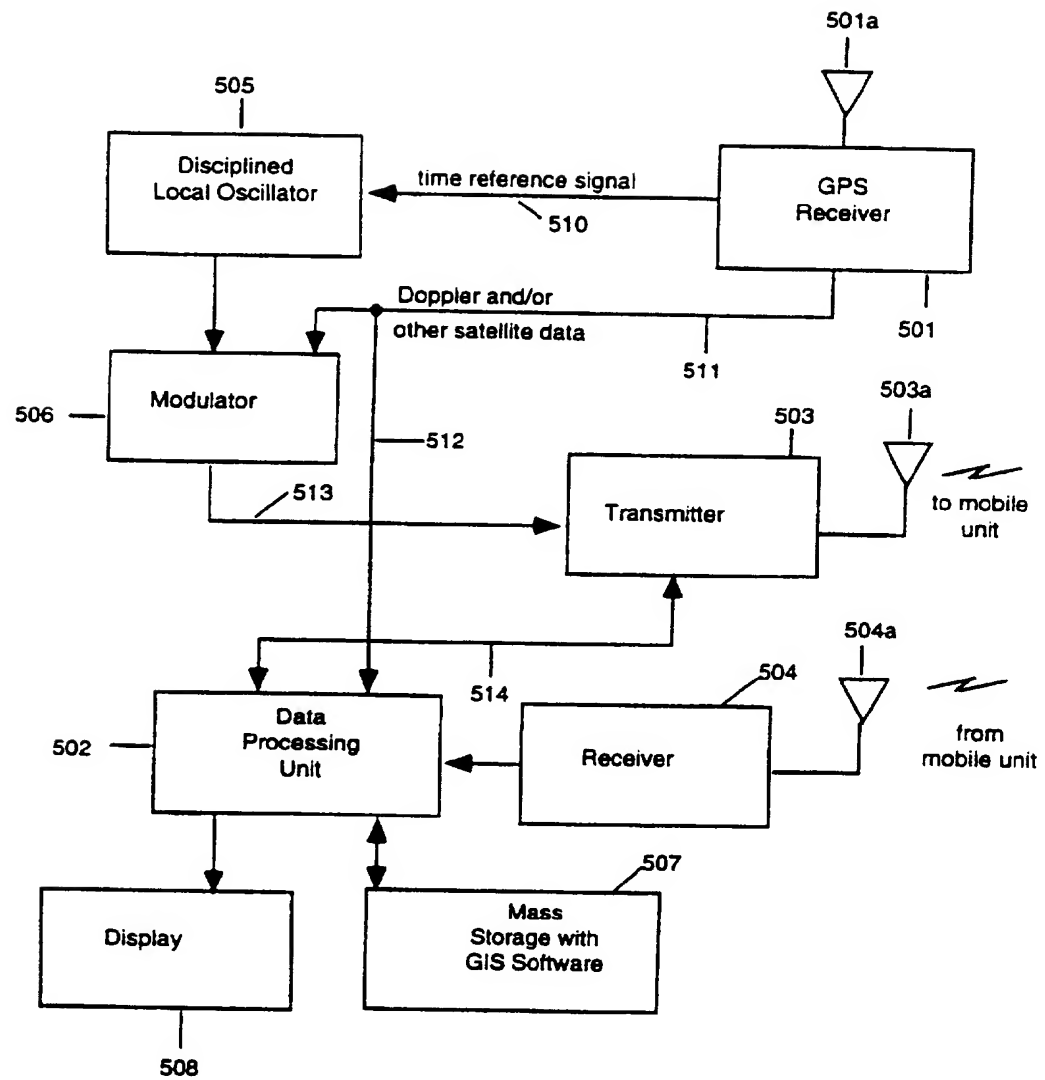 501a
505
Disciplined
Local Oscillator
time reference signal
510
GPS
Receiver
501
Doppler and/or
other satellite data
511
506
Modulator
512
513
503
Transmitter
503a
to mobile
unit
514
504
504a
502
Data
Processing
Unit
Receiver
from
mobile unit
507
Display
Mass
Storage with
GIS Software
508